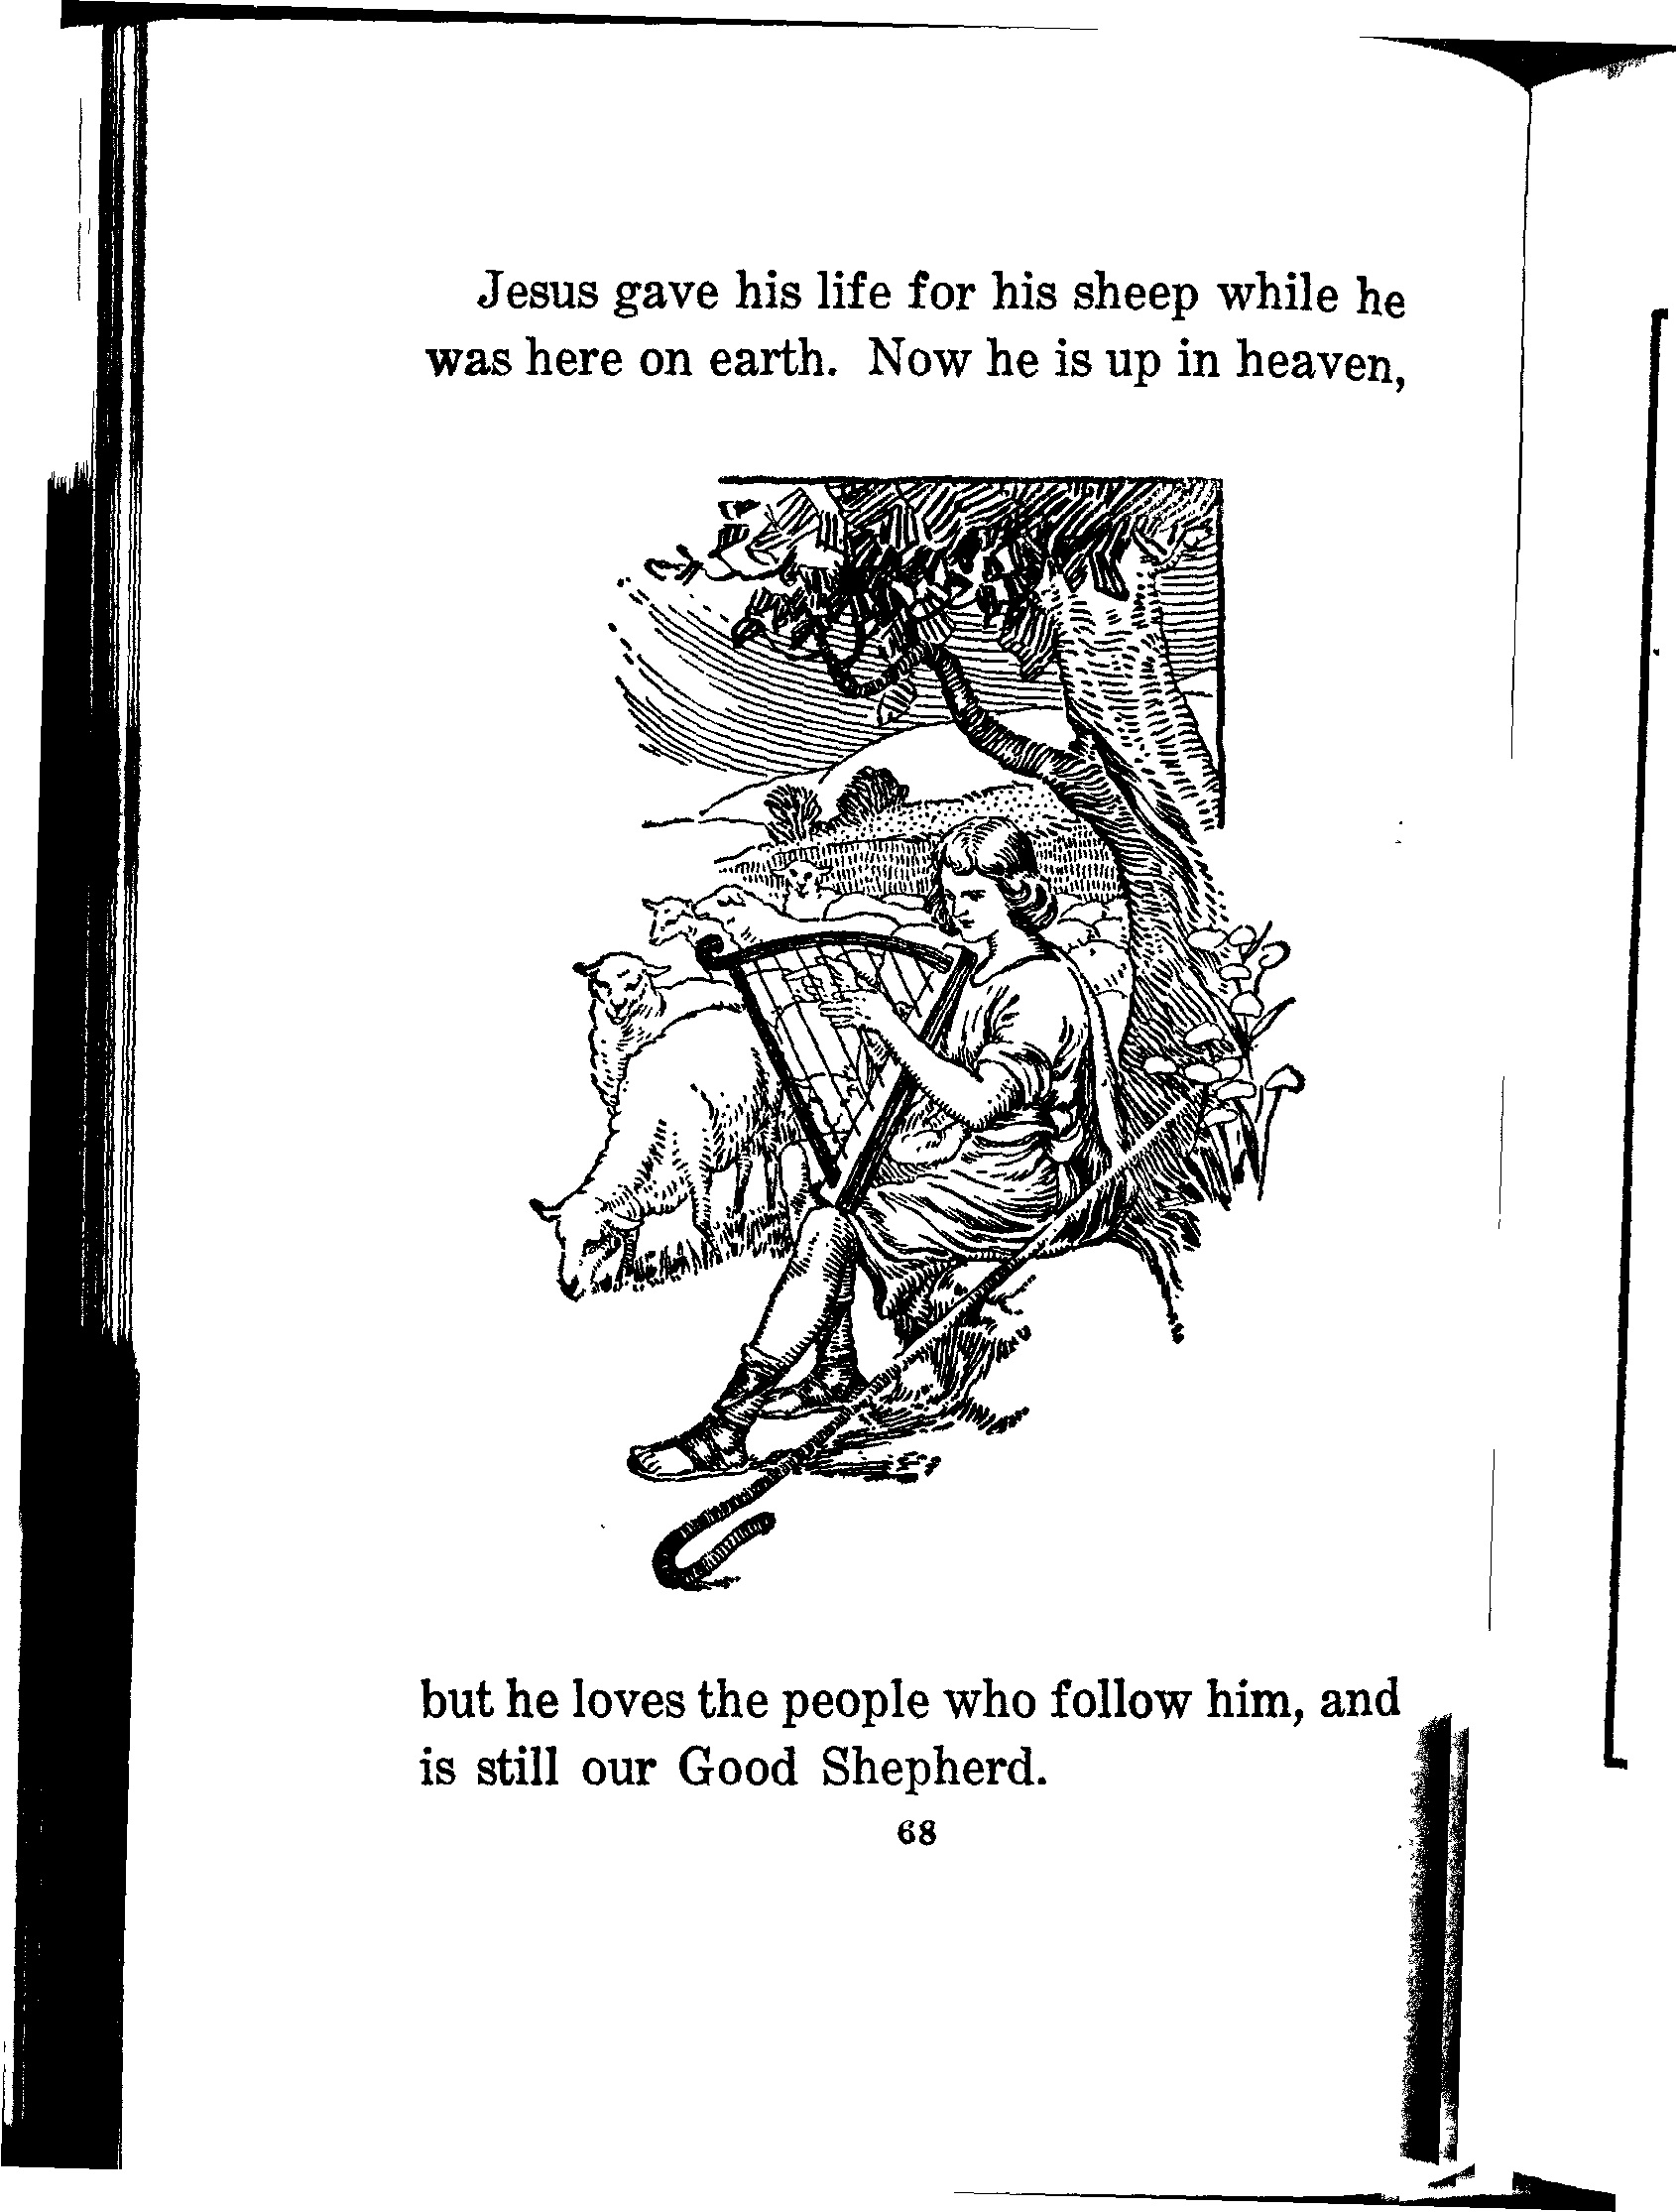 Jesus gave his life for his sheep while he
was here on earth. Now he is up in heaven,
but he loves the people who follow him, and
is still our Good Shepherd.
68